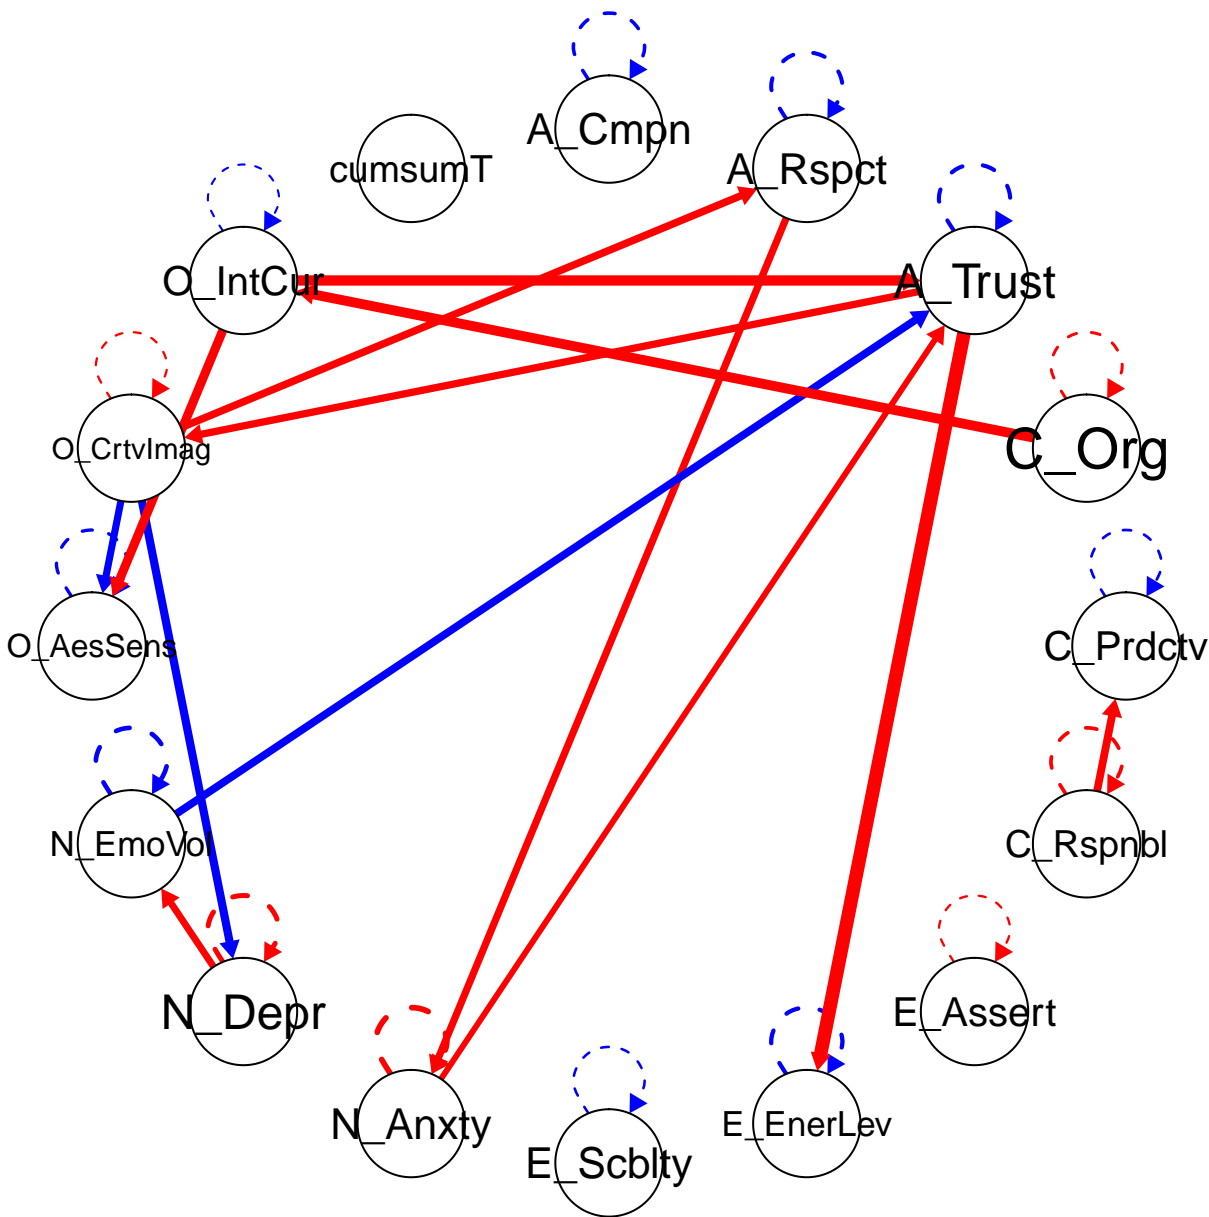 A_Cmpn
A_Rspct
cumsumT
O_IntCur
A_Trust
O_CrtvImag
C_Org
O_AesSens
C_Prdctv
N_EmoVol
C_Rspnbl
N_Depr
E_Assert
N_Anxty
E_EnerLev
E_Scblty